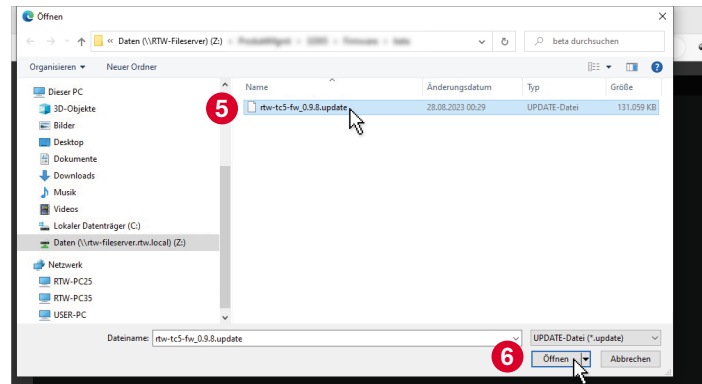 Öffnen
« Daten (\\RTW-Fileserver) (Z:) beta durchsuchen
Organisieren Neuer Ordner
Name Änderungsdatum Typ Größe
5 rtw-tc5-fw_0.9.8.update 28.08.2023 00:29 UPDATE-Datei 131.059 KB
Dieser PC
3D-Objekte
Bilder
Desktop
Dokumente
Downloads
Musik
Videos
Lokaler Datenträger (C:)
Daten (\\rtw-fileserver.rtw.local) (Z:)
Netzwerk
RTW-PC25
RTW-PC35
USER-PC
Dateiname: rtw-tc5-fw_0.9.8.update UPDATE-Datei (*.update)
6 Öffnen Abbrechen